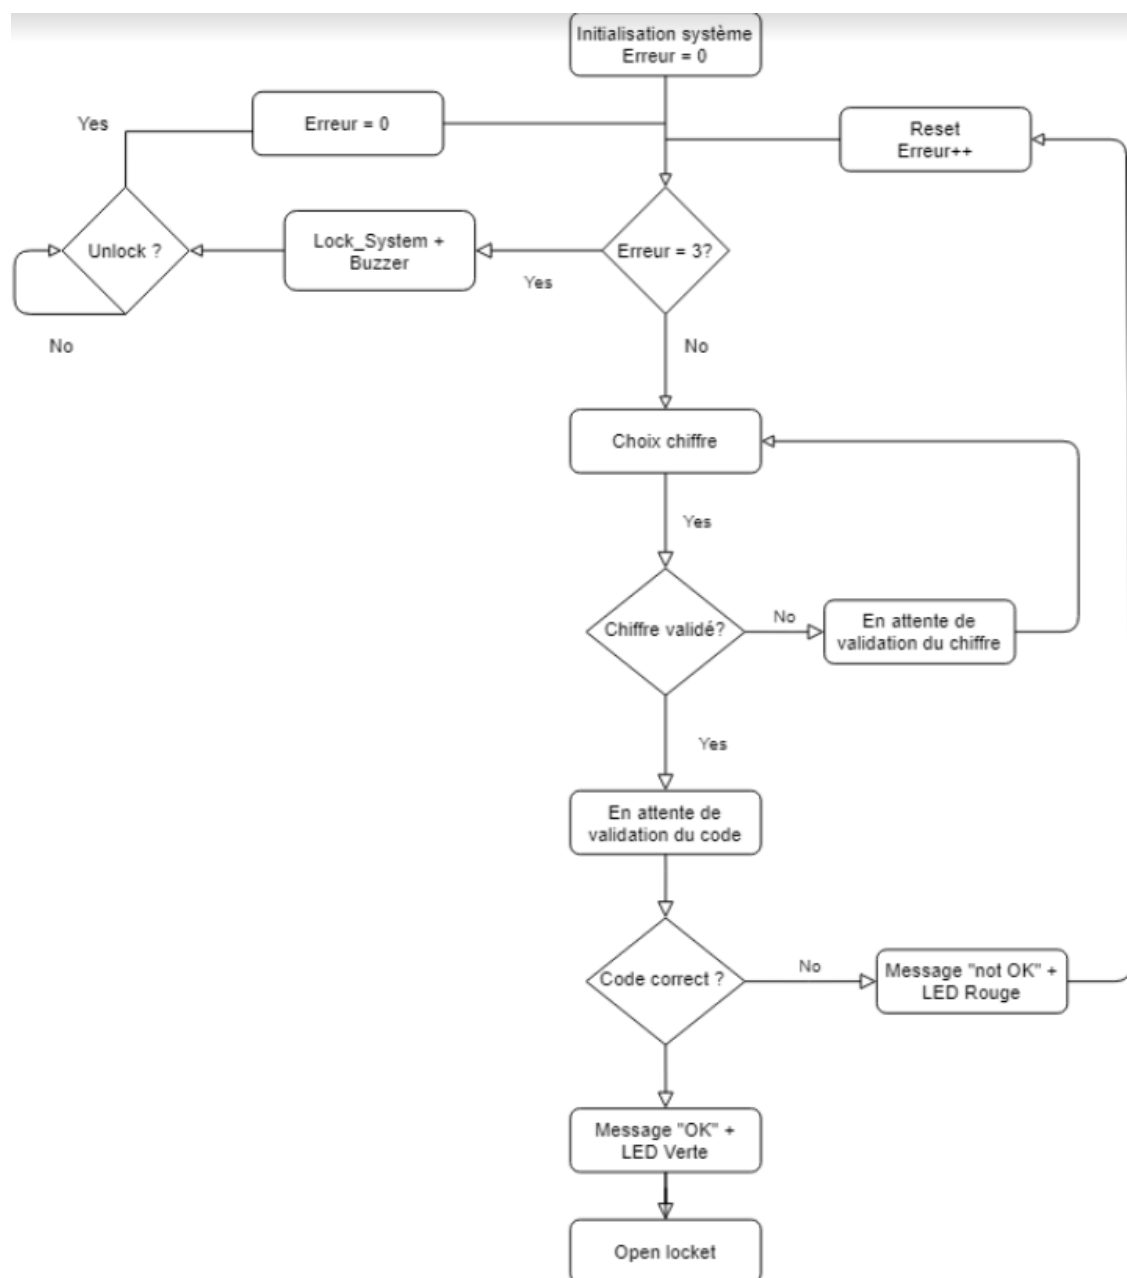 Initialisation système
Erreur = 0
Yes
Erreur = 0
Reset
Erreur++
Unlock ?
Lock_System +
Buzzer
Erreur = 3?
Yes
No
No
Choix chiffre
Yes
Chiffre validé?
No
En attente de
validation du chiffre
Yes
En attente de
validation du code
Code correct ?
No
Message "not OK" +
LED Rouge
Message "OK" +
LED Verte
Open locket